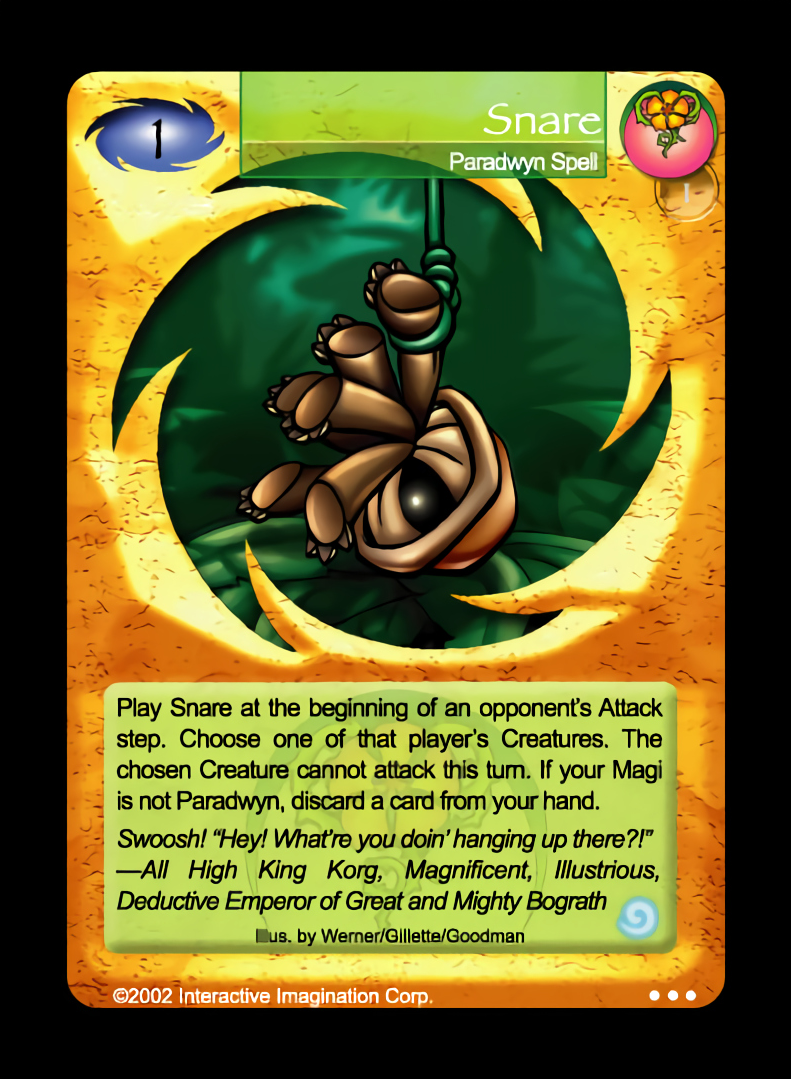 1
Snare
Paradwyn Spell
1
Play Snare at the beginning of an opponent's Attack
step. Choose one of that player's Creatures. The
chosen Creature cannot attack this turn. If your Magi
is not Paradwyn, discard a card from your hand.
Swoosh! "Hey! What're you doin' hanging up there?!"
—All High King Korg, Magnificent, Illustrious,
Deductive Emperor of Great and Mighty Bograth
Illus. by Werner/Gillette/Goodman
©2002 Interactive Imagination Corp.